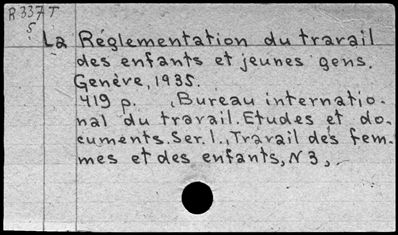 R 337 T
5
La Réglementation du travail
des enfants et jeunes gens.
Genève, 1935.
419 p. , Bureau internatio-
nal du travail. Etudes et do-
cuments. Ser. I., Travail des fem-
mes et des enfants, N 3, .